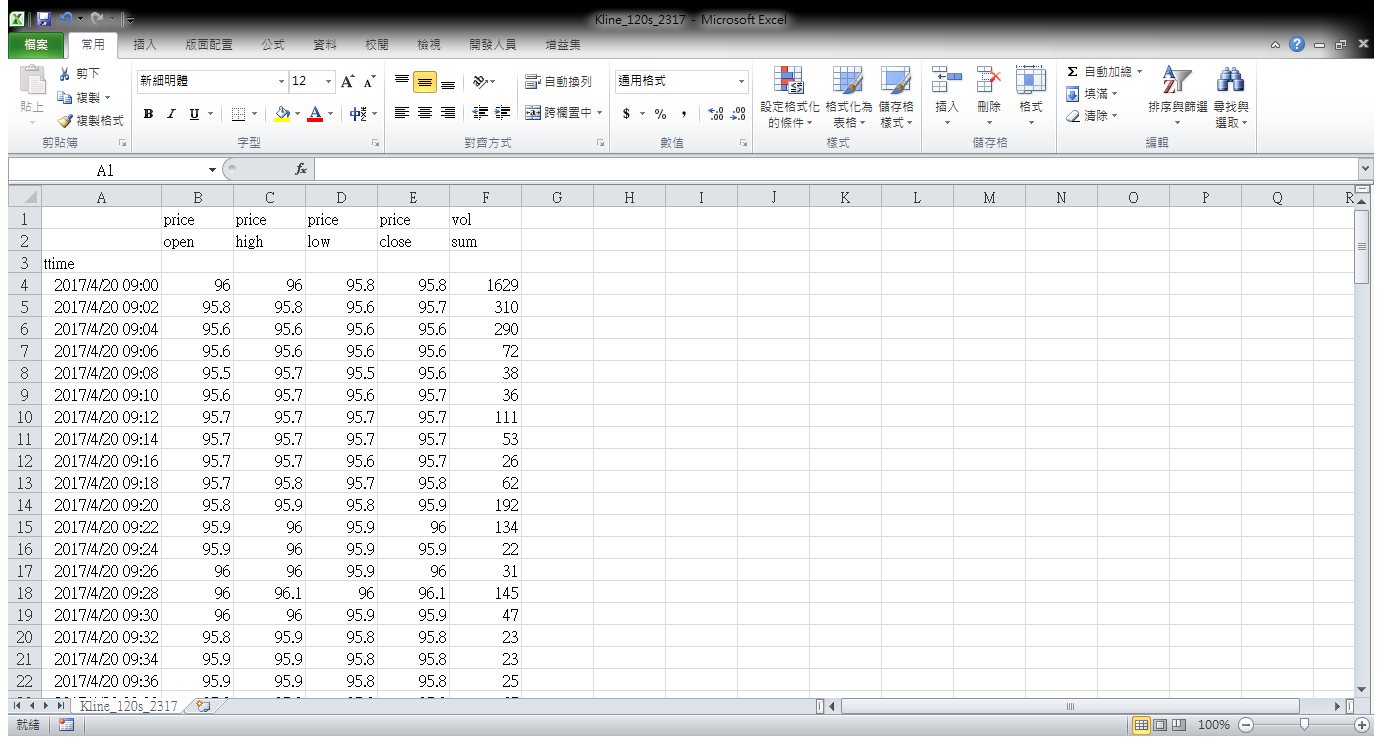 Kline_120s_2317 - Microsoft Excel
檔案 常用 插入 版面配置 公式 資料 校閱 檢視 開發人員 增益集
貼上 剪下 複製 複製格式 剪貼簿
新細明體 12 A A B I U A 中 字型
自動換列 跨欄置中 對齊方式
通用格式 $ % , .00 .0 數值
設定格式化的條件 格式化為表格 儲存格樣式 樣式
插入 刪除 格式 儲存格
Σ 自動加總 填滿 清除 排序與篩選 尋找與選取 編輯
A1 fx
A B C D E F G H I J K L M N O P Q R
1 price price price price vol
2 open high low close sum
3 ttime
4 2017/4/20 09:00 96 96 95.8 95.8 1629
5 2017/4/20 09:02 95.8 95.8 95.6 95.7 310
6 2017/4/20 09:04 95.6 95.6 95.6 95.6 290
7 2017/4/20 09:06 95.6 95.6 95.6 95.6 72
8 2017/4/20 09:08 95.5 95.7 95.5 95.6 38
9 2017/4/20 09:10 95.6 95.7 95.6 95.7 36
10 2017/4/20 09:12 95.7 95.7 95.7 95.7 111
11 2017/4/20 09:14 95.7 95.7 95.7 95.7 53
12 2017/4/20 09:16 95.7 95.7 95.6 95.7 26
13 2017/4/20 09:18 95.7 95.8 95.7 95.8 62
14 2017/4/20 09:20 95.8 95.9 95.8 95.9 192
15 2017/4/20 09:22 95.9 96 95.9 96 134
16 2017/4/20 09:24 95.9 96 95.9 95.9 22
17 2017/4/20 09:26 96 96 95.9 96 31
18 2017/4/20 09:28 96 96.1 96 96.1 145
19 2017/4/20 09:30 96 96 95.9 95.9 47
20 2017/4/20 09:32 95.8 95.9 95.8 95.8 23
21 2017/4/20 09:34 95.9 95.9 95.8 95.8 23
22 2017/4/20 09:36 95.9 95.9 95.8 95.8 25
Kline_120s_2317
就緒 100%